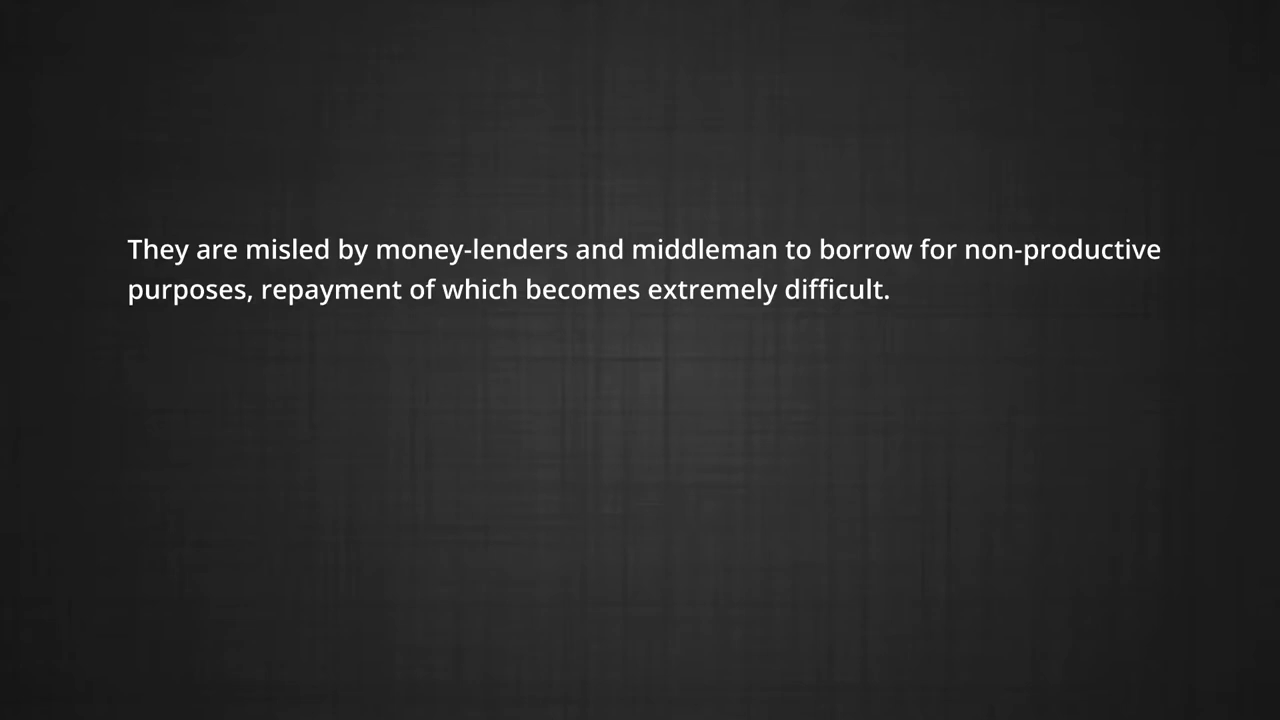 They are misled by money-lenders and middleman to borrow for non-productive
purposes, repayment of which becomes extremely difficult.